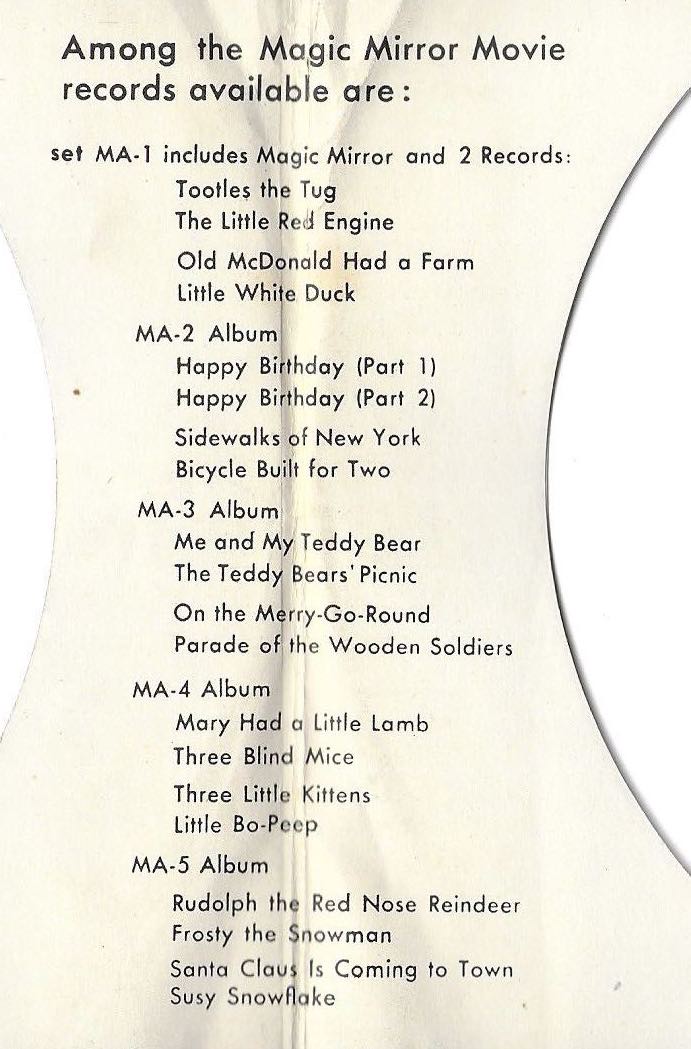 Among the Magic Mirror Movie
records available are:
set MA-1 includes Magic Mirror and 2 Records:
Tootles the Tug
The Little Red Engine
Old McDonald Had a Farm
Little White Duck
MA-2 Album
Happy Birthday (Part 1)
Happy Birthday (Part 2)
Sidewalks of New York
Bicycle Built for Two
MA-3 Album
Me and My Teddy Bear
The Teddy Bears' Picnic
On the Merry-Go-Round
Parade of the Wooden Soldiers
MA-4 Album
Mary Had a Little Lamb
Three Blind Mice
Three Little Kittens
Little Bo-Peep
MA-5 Album
Rudolph the Red Nose Reindeer
Frosty the Snowman
Santa Claus Is Coming to Town
Susy Snowflake